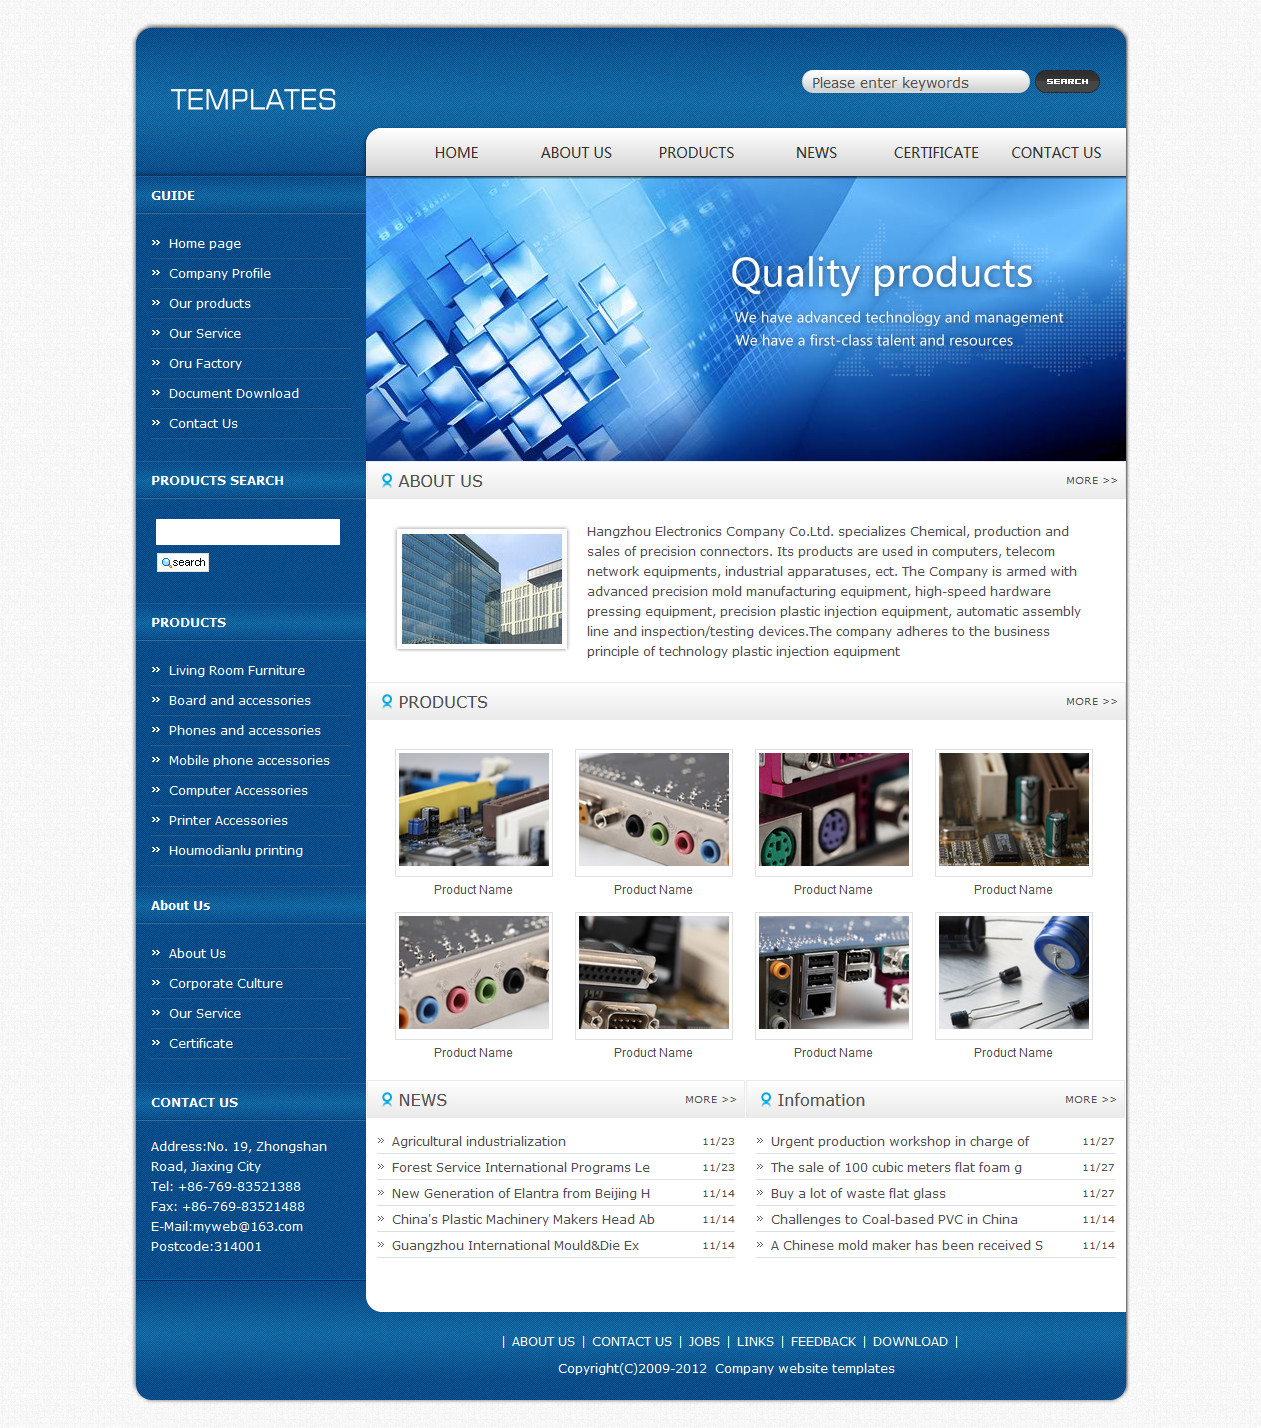 TEMPLATES
Please enter keywords
SEARCH
HOME ABOUT US PRODUCTS NEWS CERTIFICATE CONTACT US
GUIDE
Home page
Company Profile
Our products
Our Service
Oru Factory
Document Download
Contact Us
PRODUCTS SEARCH
search
PRODUCTS
Living Room Furniture
Board and accessories
Phones and accessories
Mobile phone accessories
Computer Accessories
Printer Accessories
Houmodianlu printing
About Us
About Us
Corporate Culture
Our Service
Certificate
CONTACT US
Address:No. 19, Zhongshan
Road, Jiaxing City
Tel: +86-769-83521388
Fax: +86-769-83521488
E-Mail:myweb@163.com
Postcode:314001
Quality products
We have advanced technology and management
We have a first-class talent and resources
ABOUT US MORE >>
Hangzhou Electronics Company Co.Ltd. specializes Chemical, production and
sales of precision connectors. Its products are used in computers, telecom
network equipments, industrial apparatuses, ect. The Company is armed with
advanced precision mold manufacturing equipment, high-speed hardware
pressing equipment, precision plastic injection equipment, automatic assembly
line and inspection/testing devices.The company adheres to the business
principle of technology plastic injection equipment
PRODUCTS MORE >>
Product Name Product Name Product Name Product Name
Product Name Product Name Product Name Product Name
NEWS MORE >>
Agricultural industrialization 11/23
Forest Service International Programs Le 11/23
New Generation of Elantra from Beijing H 11/14
China's Plastic Machinery Makers Head Ab 11/14
Guangzhou International Mould&Die Ex 11/14
Infomation MORE >>
Urgent production workshop in charge of 11/27
The sale of 100 cubic meters flat foam g 11/27
Buy a lot of waste flat glass 11/27
Challenges to Coal-based PVC in China 11/14
A Chinese mold maker has been received S 11/14
| ABOUT US | CONTACT US | JOBS | LINKS | FEEDBACK | DOWNLOAD |
Copyright(C)2009-2012 Company website templates